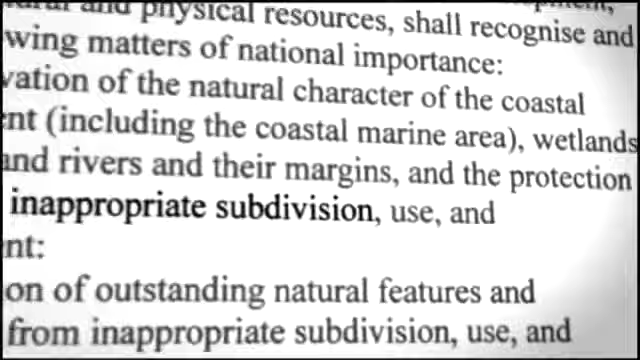 and physical resources, shall recognise and
wing matters of national importance:
vation of the natural character of the coastal
ent (including the coastal marine area), wetlands
and rivers and their margins, and the protection
inappropriate subdivision, use, and
nt:
on of outstanding natural features and
from inappropriate subdivision, use, and